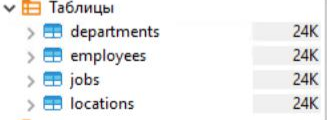 Таблицы
departments 24K
employees 24K
jobs 24K
locations 24K